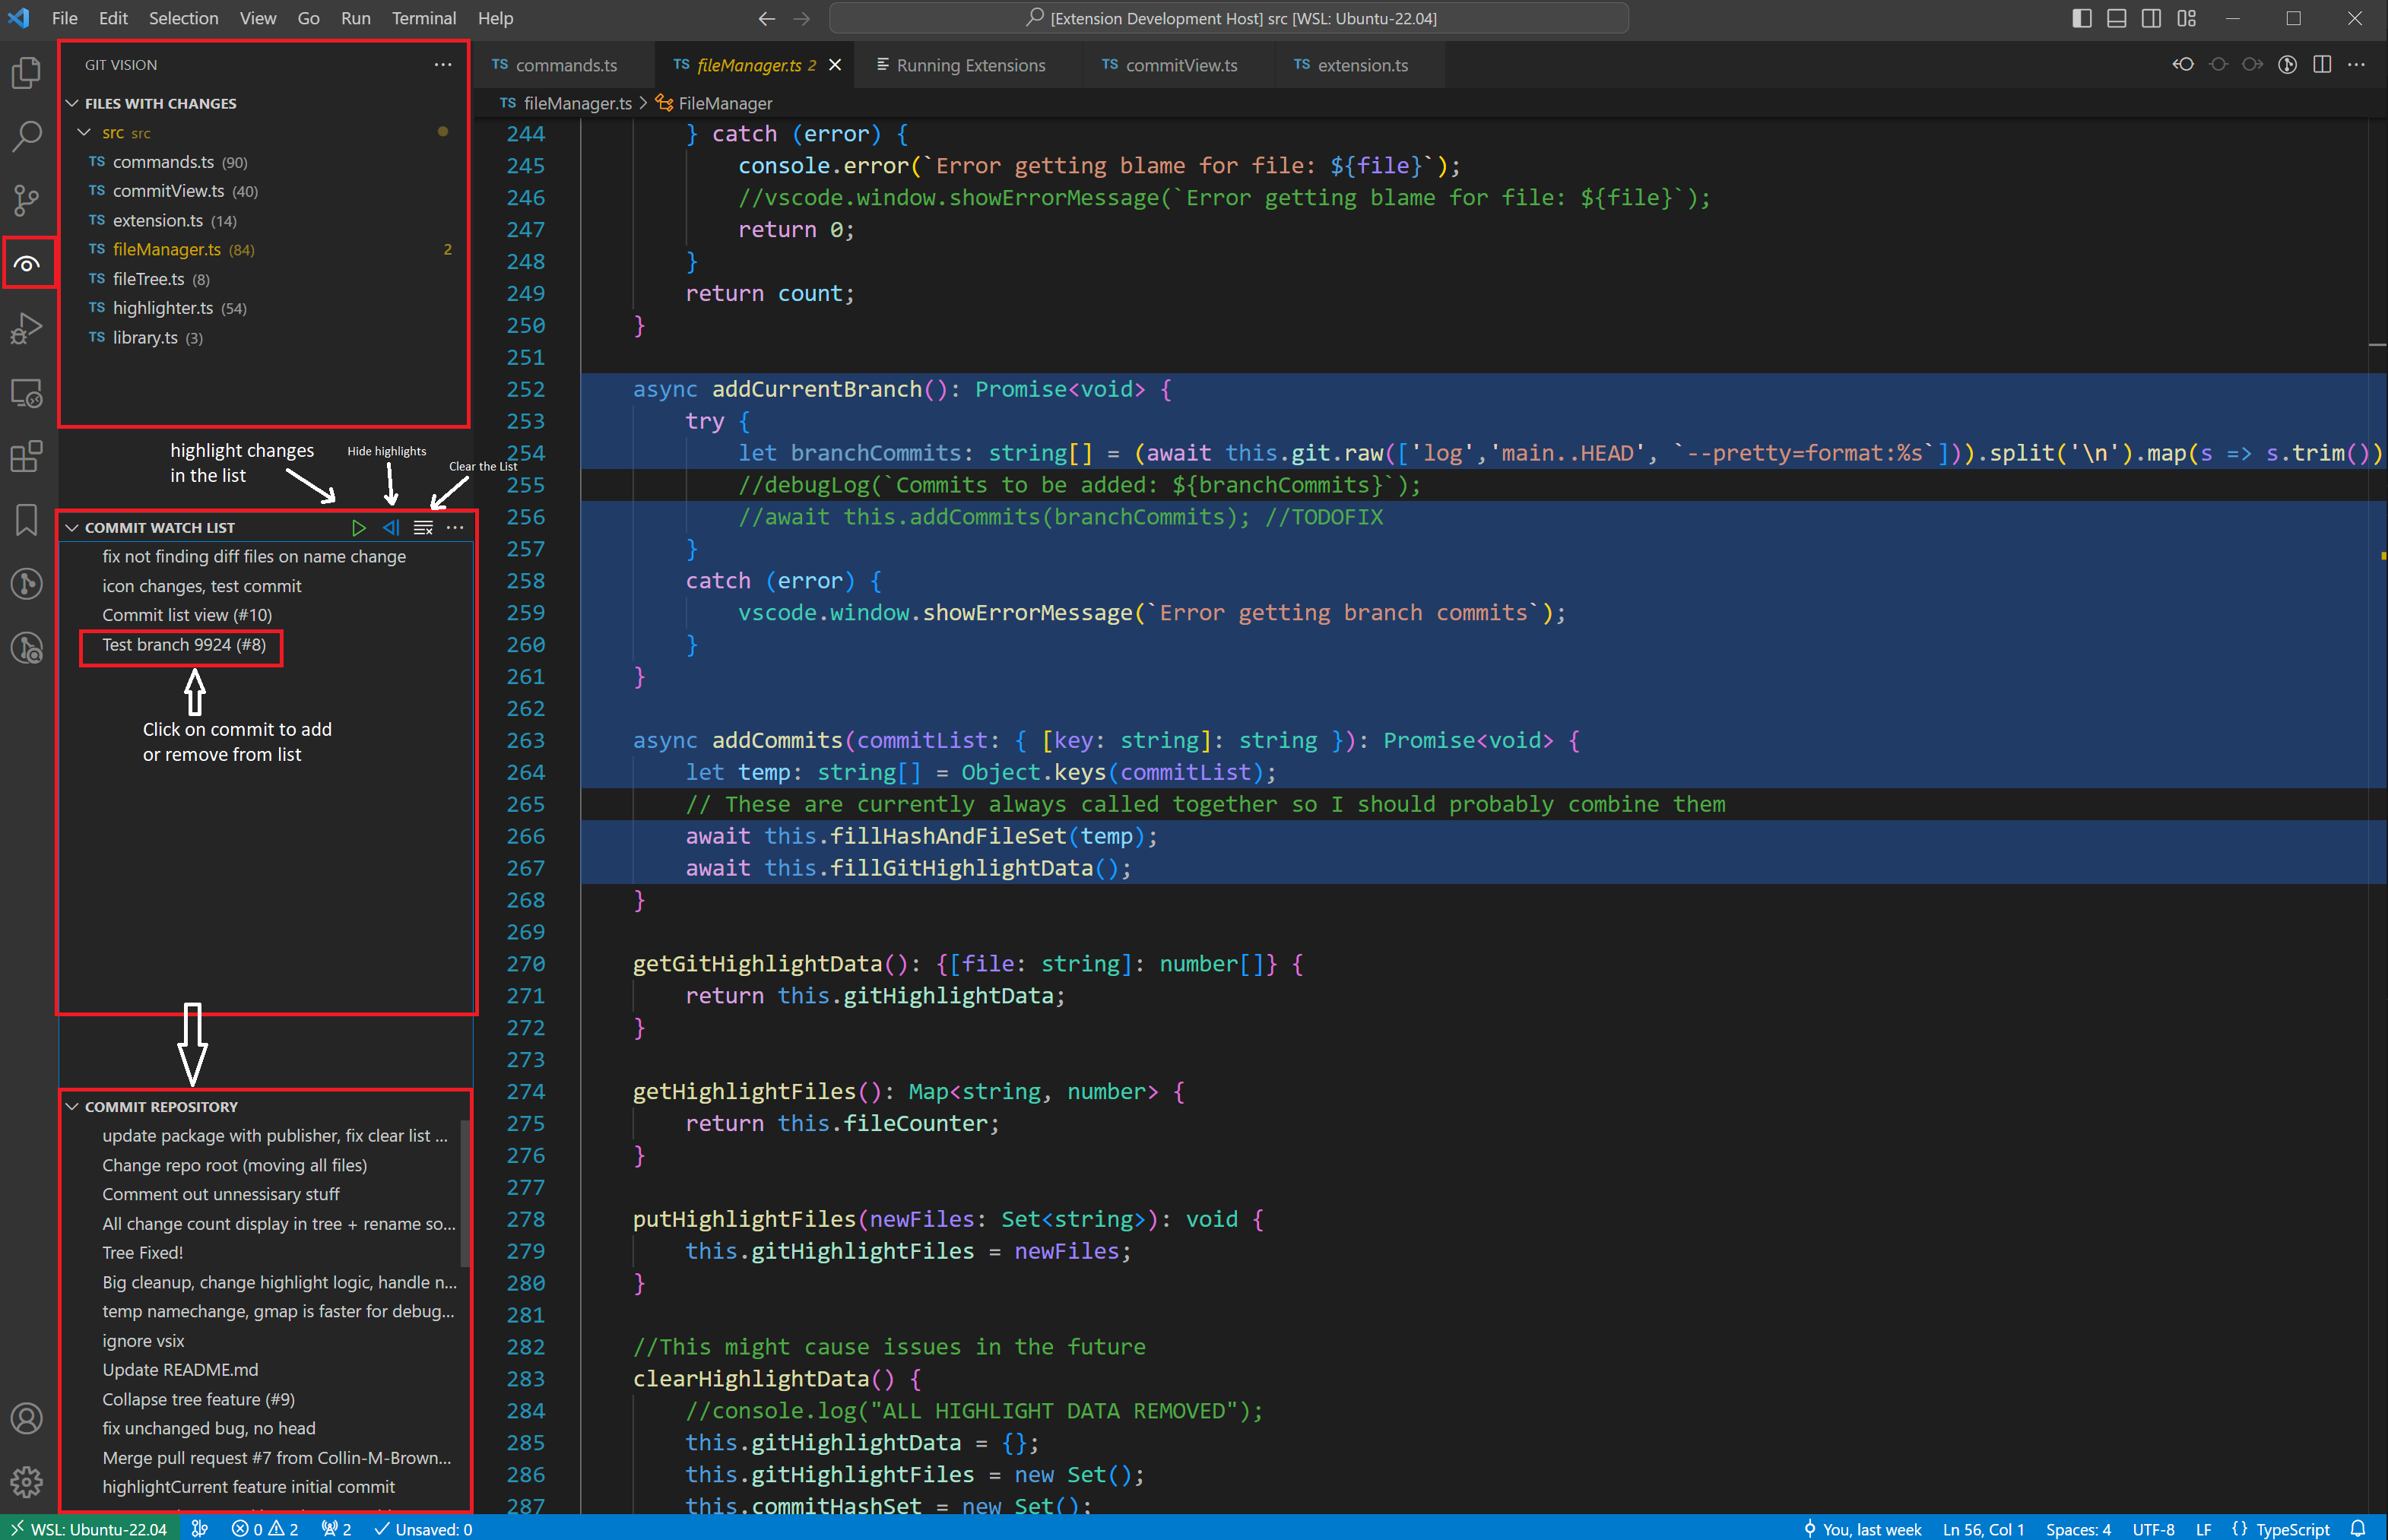 File Edit Selection View Go Run Terminal Help
[Extension Development Host] src [WSL: Ubuntu-22.04]
GIT VISION
FILES WITH CHANGES
src src
TS commands.ts (90)
TS commitView.ts (40)
TS extension.ts (14)
TS fileManager.ts (84) 2
TS fileTree.ts (8)
TS highlighter.ts (54)
TS library.ts (3)
highlight changes
in the list
Hide highlights
Clear the List
COMMIT WATCH LIST
fix not finding diff files on name change
icon changes, test commit
Commit list view (#10)
Test branch 9924 (#8)
Click on commit to add
or remove from list
COMMIT REPOSITORY
update package with publisher, fix clear list ...
Change repo root (moving all files)
Comment out unnessisary stuff
All change count display in tree + rename so...
Tree Fixed!
Big cleanup, change highlight logic, handle n...
temp namechange, gmap is faster for debug...
ignore vsix
Update README.md
Collapse tree feature (#9)
fix unchanged bug, no head
Merge pull request #7 from Collin-M-Brown...
highlightCurrent feature initial commit
TS commands.ts TS fileManager.ts 2 Running Extensions TS commitView.ts TS extension.ts
TS fileManager.ts > FileManager
244 } catch (error) {
245 console.error(`Error getting blame for file: ${file}`);
246 //vscode.window.showErrorMessage(`Error getting blame for file: ${file}`);
247 return 0;
248 }
249 return count;
250 }
251
252 async addCurrentBranch(): Promise<void> {
253 try {
254 let branchCommits: string[] = (await this.git.raw(['log','main..HEAD', `--pretty=format:%s`])).split('\n').map(s => s.trim())
255 //debugLog(`Commits to be added: ${branchCommits}`);
256 //await this.addCommits(branchCommits); //TODOFIX
257 }
258 catch (error) {
259 vscode.window.showErrorMessage(`Error getting branch commits`);
260 }
261 }
262
263 async addCommits(commitList: { [key: string]: string }): Promise<void> {
264 let temp: string[] = Object.keys(commitList);
265 // These are currently always called together so I should probably combine them
266 await this.fillHashAndFileSet(temp);
267 await this.fillGitHighlightData();
268 }
269
270 getGitHighlightData(): {[file: string]: number[]} {
271 return this.gitHighlightData;
272 }
273
274 getHighlightFiles(): Map<string, number> {
275 return this.fileCounter;
276 }
277
278 putHighlightFiles(newFiles: Set<string>): void {
279 this.gitHighlightFiles = newFiles;
280 }
281
282 //This might cause issues in the future
283 clearHighlightData() {
284 //console.log("ALL HIGHLIGHT DATA REMOVED");
285 this.gitHighlightData = {};
286 this.gitHighlightFiles = new Set();
287 this.commitHashSet = new Set();
WSL: Ubuntu-22.04 0 2 2 Unsaved: 0 You, last week Ln 56, Col 1 Spaces: 4 UTF-8 LF {} TypeScript